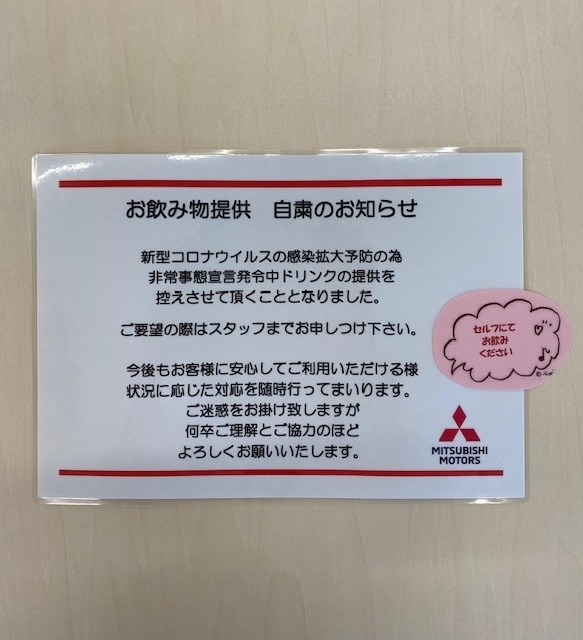 お飲み物提供　自粛のお知らせ
新型コロナウイルスの感染拡大予防の為
非常事態宣言発令中ドリンクの提供を
控えさせて頂くこととなりました。
ご要望の際はスタッフまでお申しつけ下さい。
セルフにて
お飲み
ください
今後もお客様に安心してご利用いただける様
状況に応じた対応を随時行ってまいります。
ご迷惑をお掛け致しますが
何卒ご理解とご協力のほど
よろしくお願いいたします。
MITSUBISHI
MOTORS